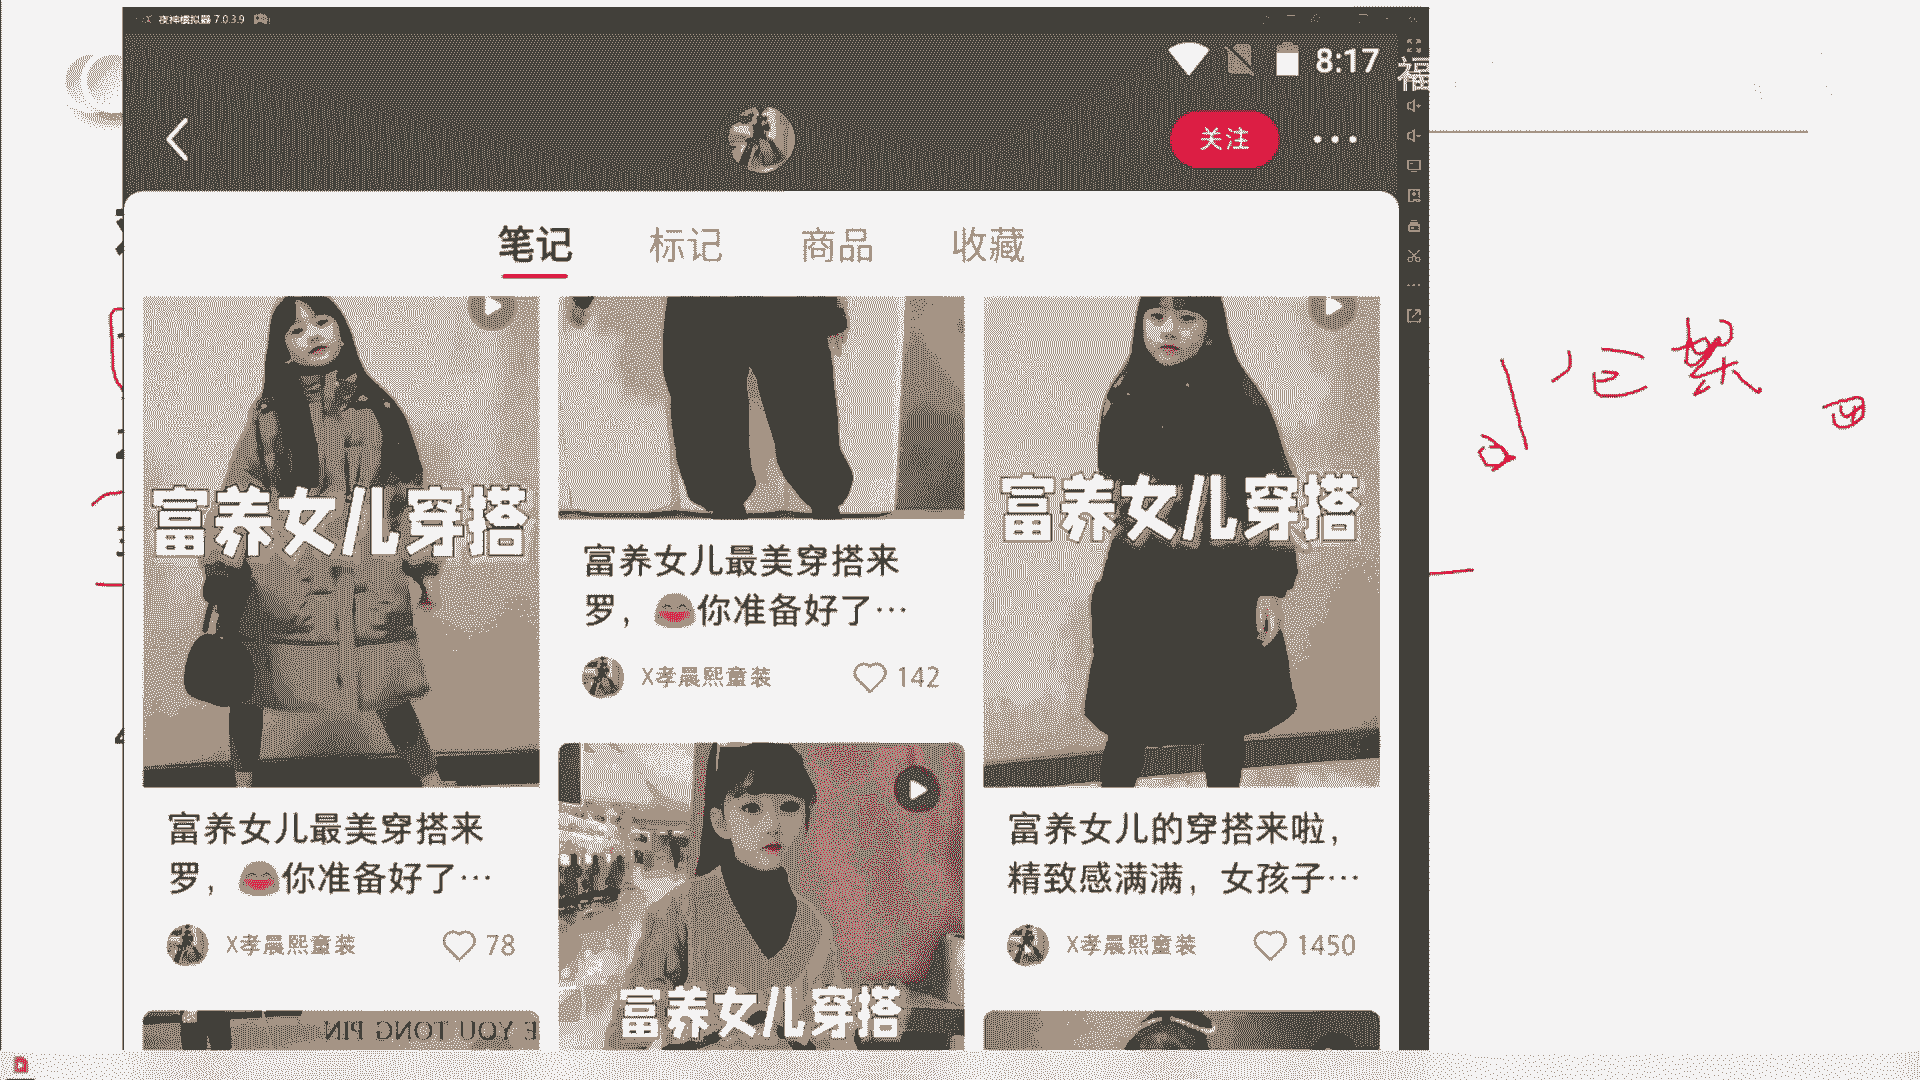 夜神模拟器 7.0.3.9
8:17
福
关注
笔记
标记
商品
收藏
富养女儿穿搭
富养女儿最美穿搭来
罗，😄你准备好了…
X孝晨熙童装
78
富养女儿最美穿搭来
罗，😄你准备好了…
X孝晨熙童装
142
富养女儿穿搭
富养女儿穿搭
富养女儿的穿搭来啦，
精致感满满，女孩子…
X孝晨熙童装
1450
E YOU TONG PIN